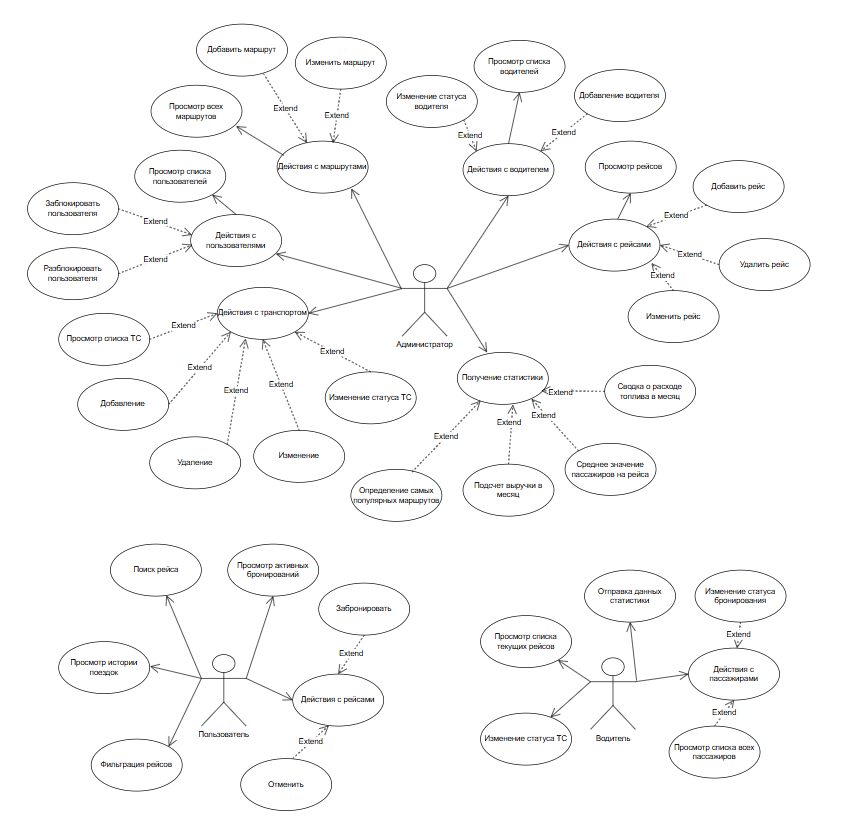 Добавить маршрут
Изменить маршрут
Просмотр списка
водителей
Изменение статуса
водителя
Добавление водителя
Просмотр всех
маршрутов
Extend
Extend
Extend
Extend
Действия с маршрутами
Действия с водителем
Просмотр рейсов
Просмотр списка
пользователей
Добавить рейс
Заблокировать
пользователя
Extend
Extend
Действия с
пользователями
Действия с рейсами
Extend
Extend
Разблокировать
пользователя
Удалить рейс
Extend
Действия с транспортом
Изменить рейс
Extend
Просмотр списка ТС
Администратор
Extend
Extend
Получение статистики
Extend
Extend
Extend
Сводка о расходе
топлива в месяц
Добавление
Изменение статуса ТС
Extend
Extend
Extend
Удаление
Изменение
Среднее значение
пассажиров на рейса
Определение самых
популярных маршрутов
Подсчет выручки в
месяц
Поиск рейса
Просмотр активных
бронирований
Забронировать
Extend
Просмотр истории
поездок
Действия с рейсами
Пользователь
Extend
Фильтрация рейсов
Отменить
Отправка данных
статистики
Изменение статуса
бронирования
Просмотр списка
текущих рейсов
Extend
Действия с
пассажирами
Extend
Изменение статуса ТС
Водитель
Просмотр списка всех
пассажиров